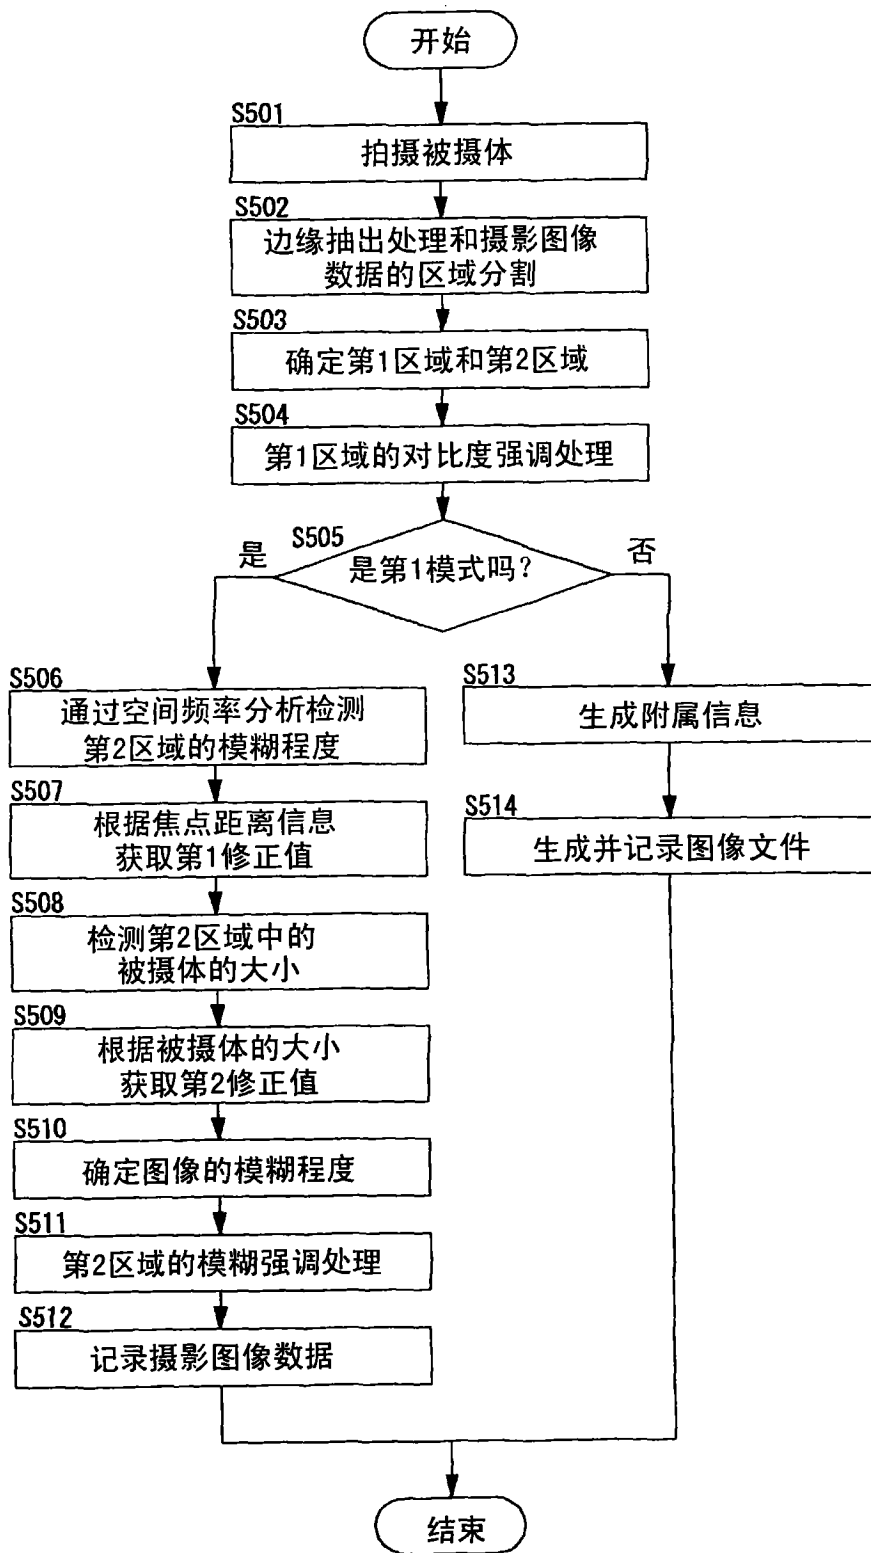 开始
S501
拍摄被摄体
S502
边缘抽出处理和摄影图像
数据的区域分割
S503
确定第1区域和第2区域
S504
第1区域的对比度强调处理
S505
是第1模式吗?
是
否
S506
通过空间频率分析检测
第2区域的模糊程度
S507
根据焦点距离信息
获取第1修正值
S508
检测第2区域中的
被摄体的大小
S509
根据被摄体的大小
获取第2修正值
S510
确定图像的模糊程度
S511
第2区域的模糊强调处理
S512
记录摄影图像数据
S513
生成附属信息
S514
生成并记录图像文件
结束